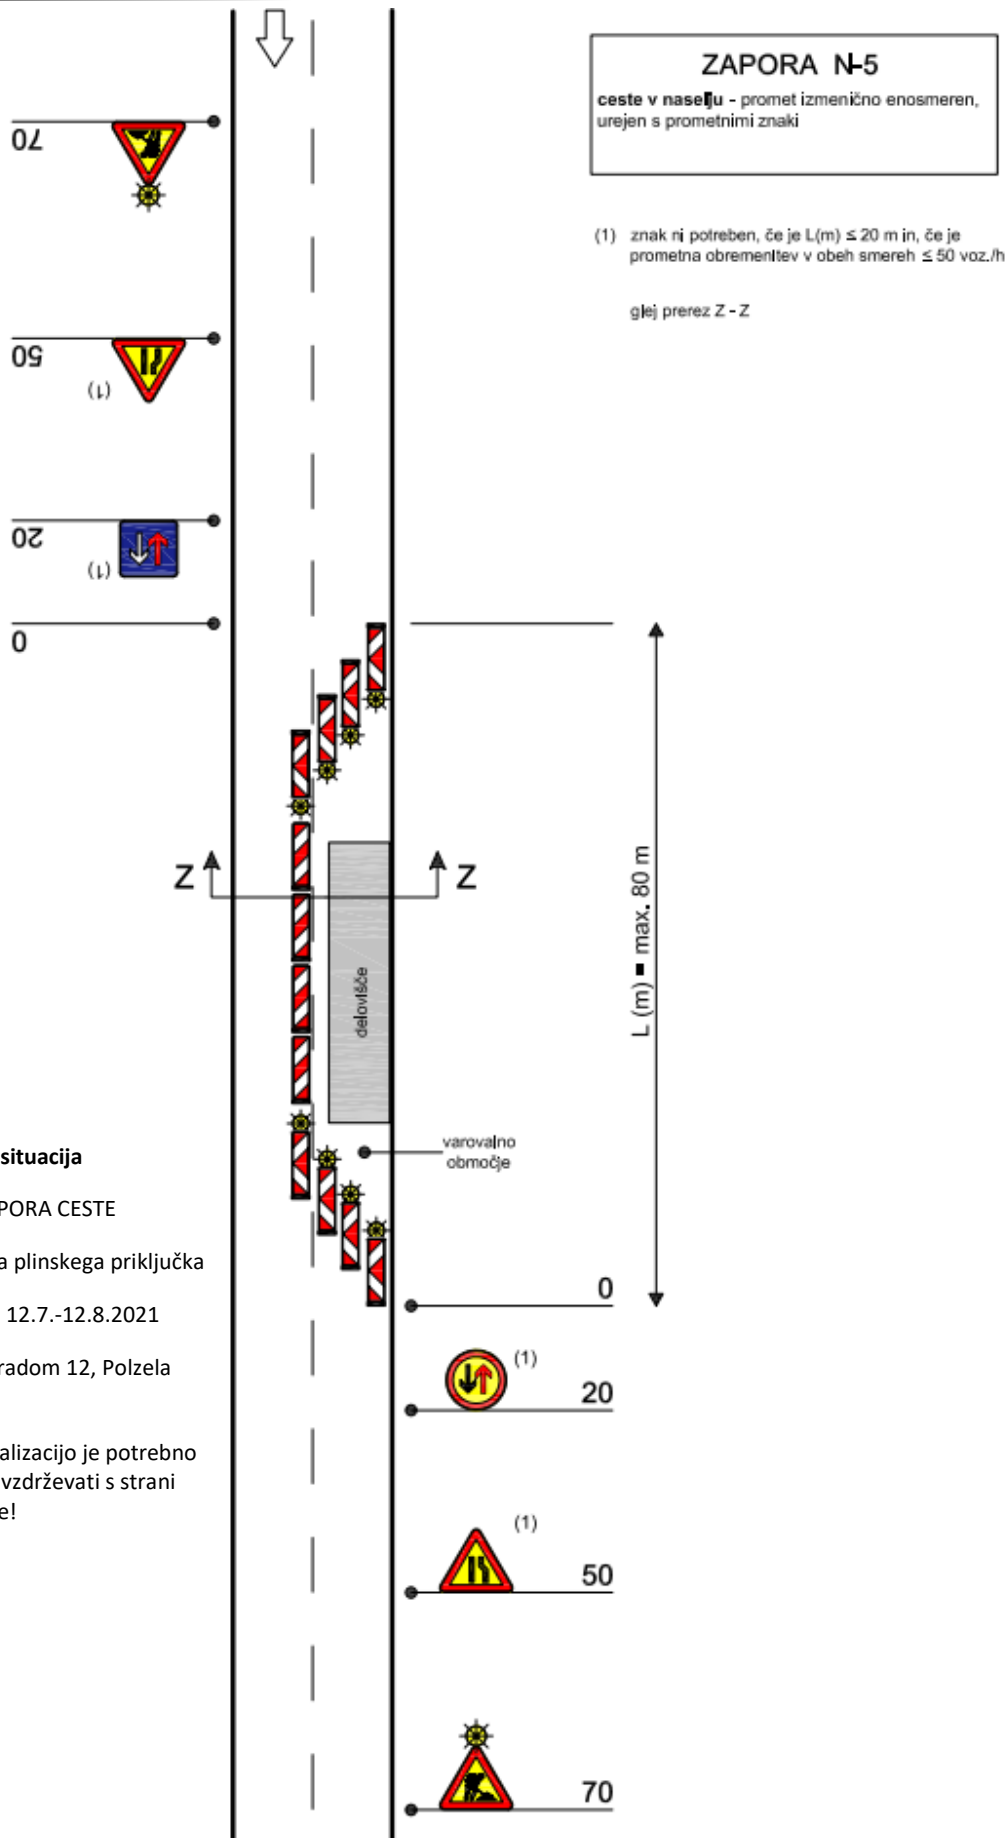 ZAPORA N-5
ceste v naselju - promet izmenično enosmeren,
urejen s prometnimi znaki
(1) znak ni potreben, če je L(m) ≤ 20 m in, če je
prometna obremenitev v obeh smereh ≤ 50 voz./h
glej prerez Z - Z
70
50
(1)
20
(1)
0
Z
Z
delovišče
L (m) = max. 80 m
varovalno
območje
situacija
PORA CESTE
a plinskega priključka
12.7.-12.8.2021
radom 12, Polzela
alizacijo je potrebno
vzdrževati s strani
e!
0
(1)
20
(1)
50
70